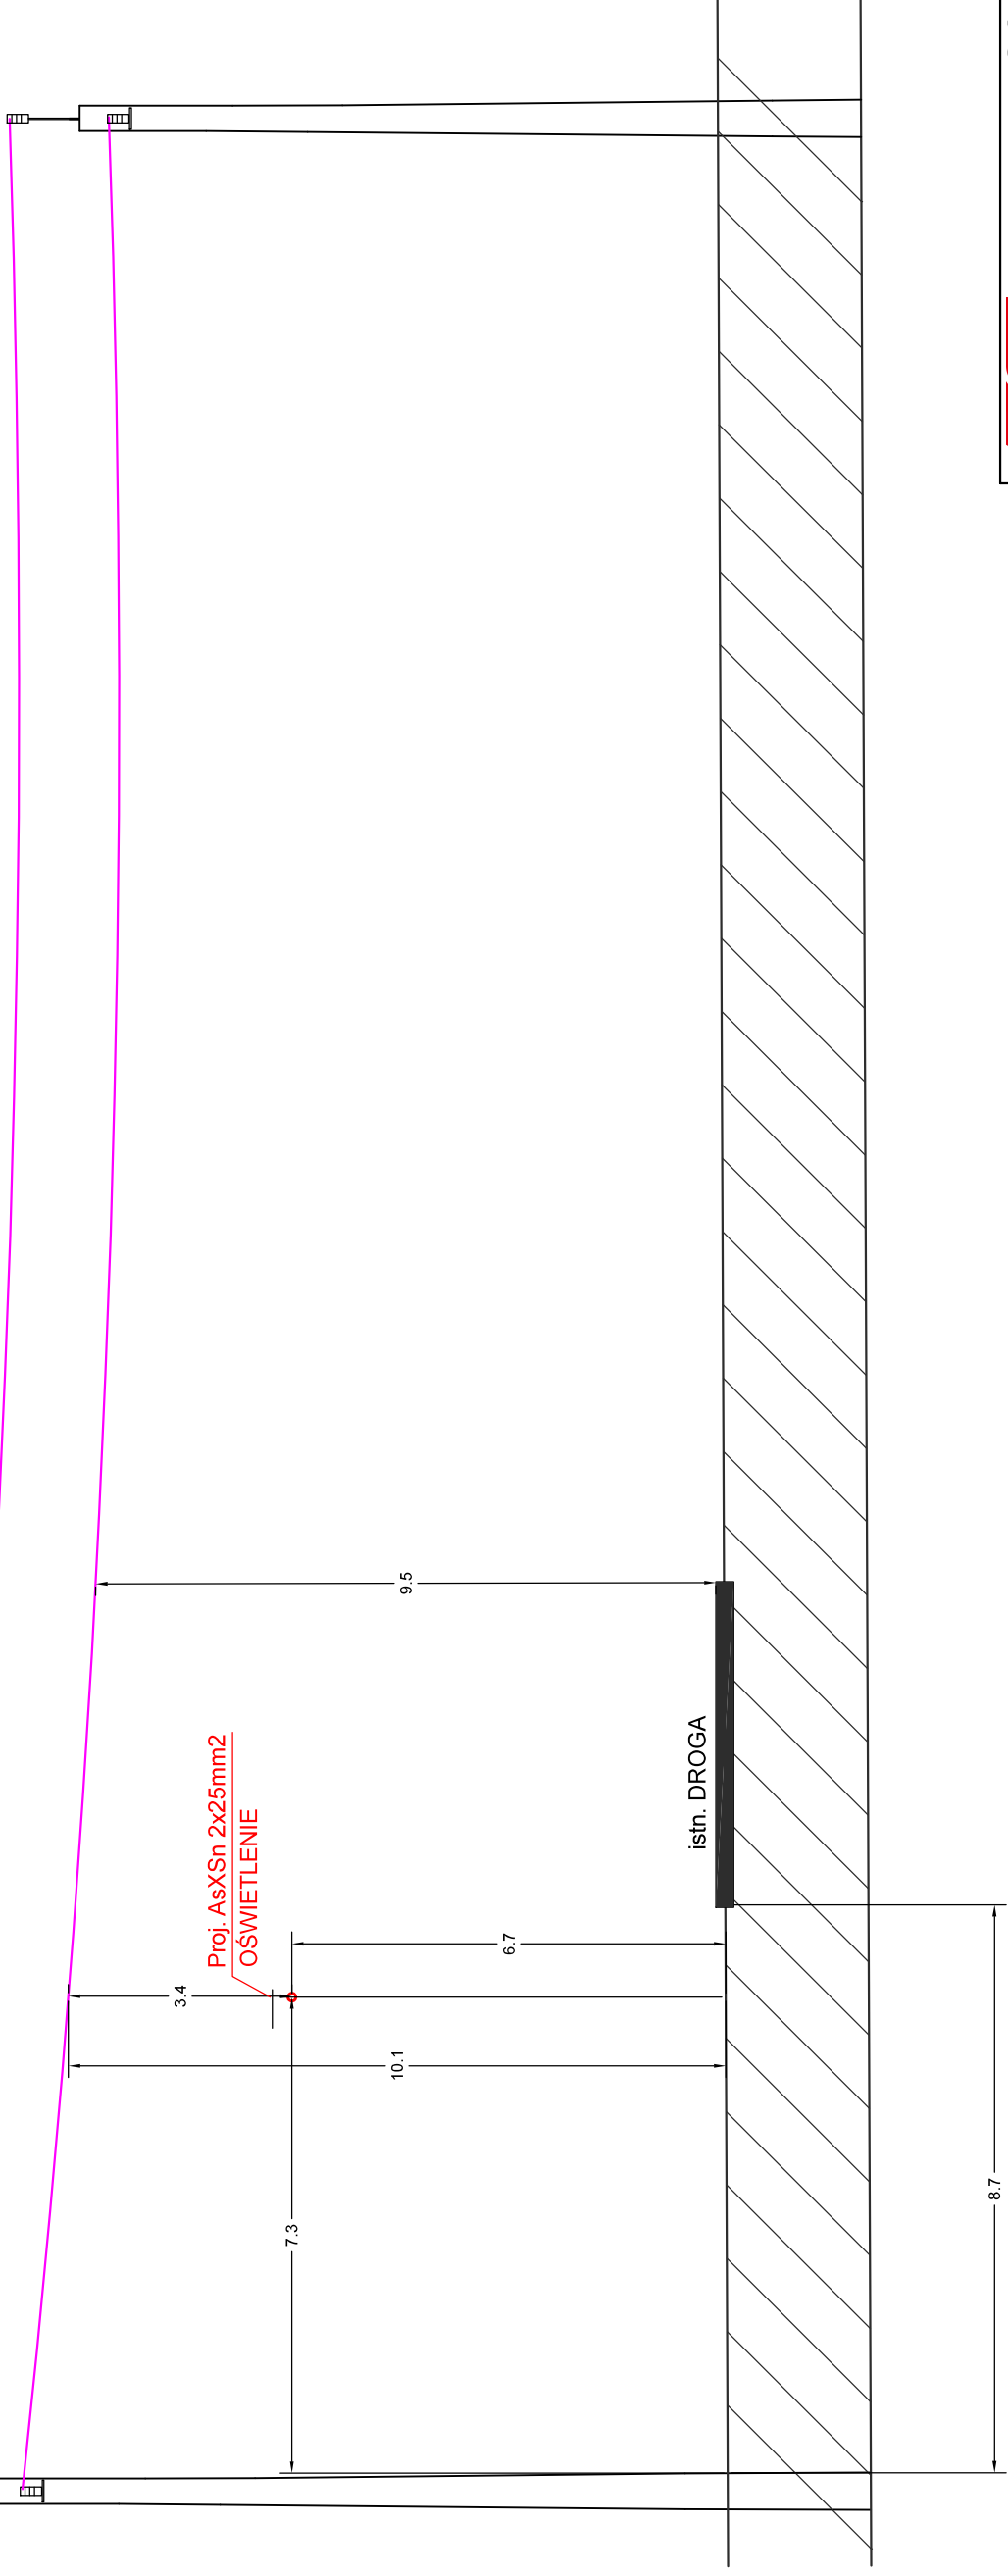 Proj. AsXSn 2x25mm2
OŚWIETLENIE
3.4
10.1
7.3
6.7
9.5
istn. DROGA
8.7